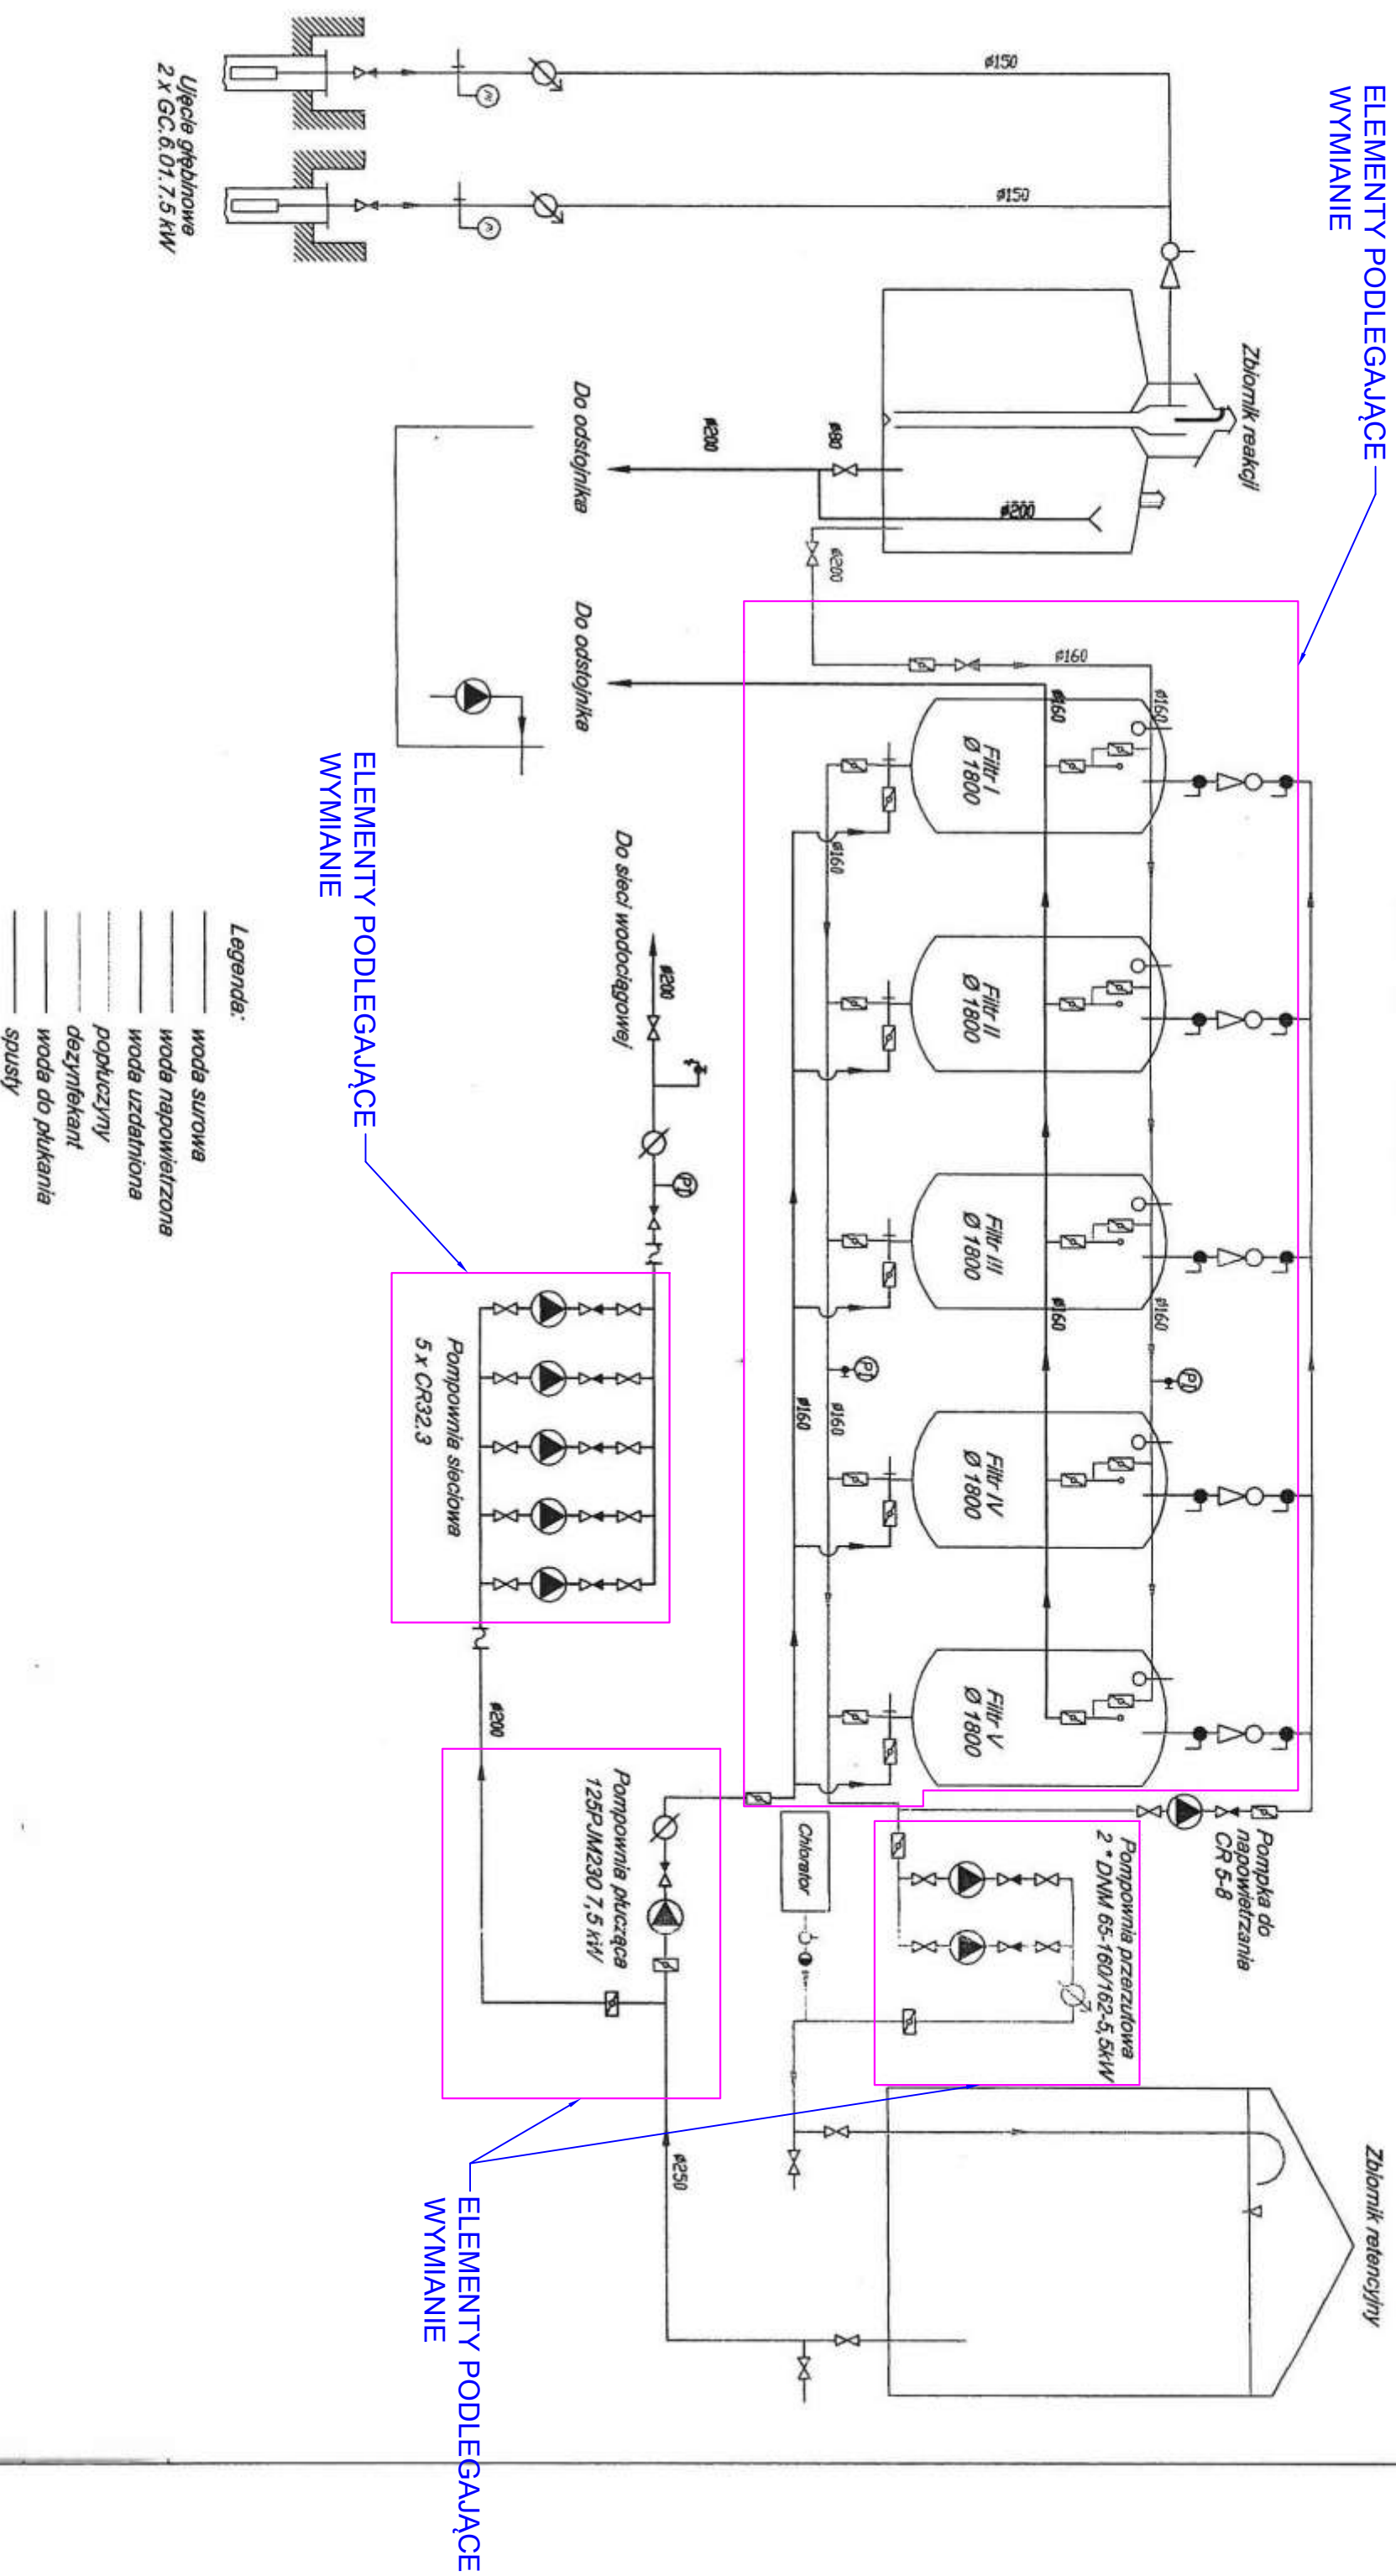 ELEMENTY PODLEGAJĄCE
WYMIANIE
Ujęcie głębinowe
2 x GC.6.01.7.5 kW
ø150
ø150
Zbiornik reakcji
ø80
ø200
ø200
ø200
Do odstojnika
Do odstojnika
ø160
ø160
ø160
Filtr I
Ø 1800
Filtr II
Ø 1800
Filtr III
Ø 1800
Filtr IV
Ø 1800
Filtr V
Ø 1800
ø160
ø160
ø160
ø160
ø160
PI
PI
Pompka do
napowietrzania
CR 5-8
Pompownia przerzutowa
2 * DNM 65-160/162-5,5kW
Chlorator
Zbiornik retencyjny
Do sieci wodociągowej
ø200
PI
ELEMENTY PODLEGAJĄCE
WYMIANIE
Pompownia sieciowa
5 x CR32.3
ø200
Pompownia płucząca
125PJM230 7,5 kW
ø250
ELEMENTY PODLEGAJĄCE
WYMIANIE
Legenda:
woda surowa
woda napowietrzona
woda uzdatniona
popłuczyny
dezynfekant
woda do płukania
spusty